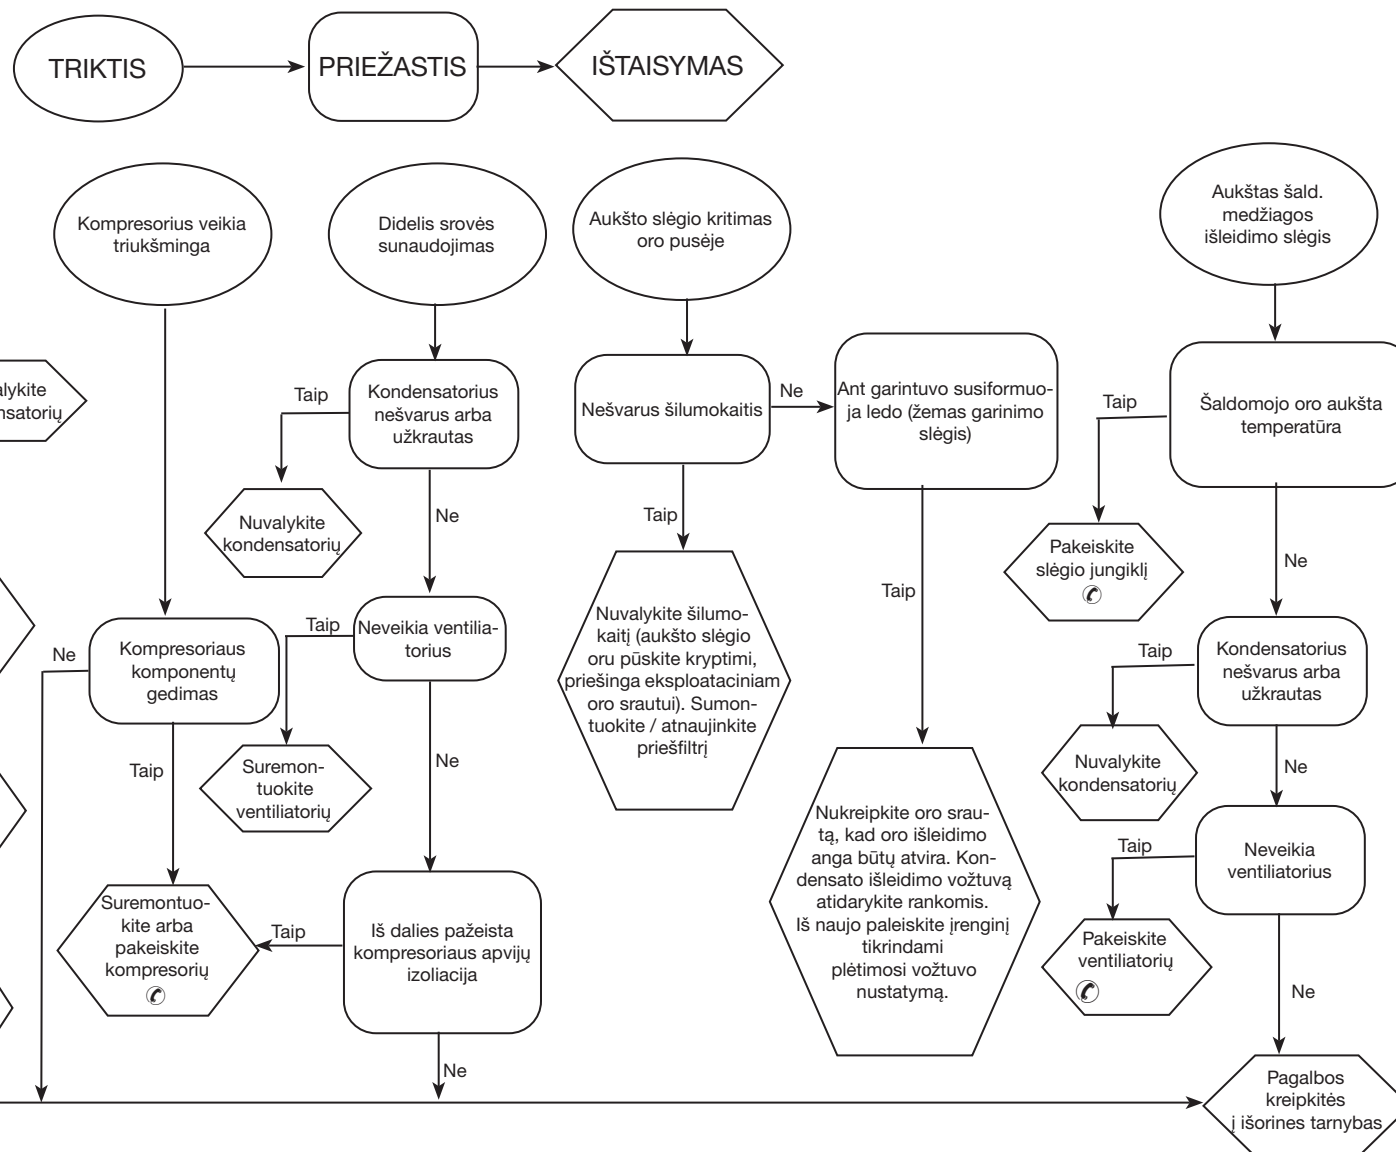 TRIKTIS
PRIEŽASTIS
IŠTAISYMAS
Kompresorius veikia
triukšminga
Didelis srovės
sunaudojimas
Aukšto slėgio kritimas
oro pusėje
Aukštas šald.
medžiagos
išleidimo slėgis
alykite
nsatorių
Taip
Kondensatorius
nešvarus arba
užkrautas
Nešvarus šilumokaitis
Ne
Ant garintuvo susiformuo-
ja ledo (žemas garinimo
slėgis)
Taip
Šaldomojo oro aukšta
temperatūra
Nuvalykite
kondensatorių
Ne
Taip
Pakeiskite
slėgio jungiklį
Ne
Taip
Neveikia ventilia-
torius
Nuvalykite šilumo-
kaitį (aukšto slėgio
oru pūskite kryptimi,
priešinga eksploataciniam
oro srautui). Sumon-
tuokite / atnaujinkite
priešfiltrį
Taip
Ne
Kompresoriaus
komponentų
gedimas
Taip
Kondensatorius
nešvarus arba
užkrautas
Taip
Suremon-
tuokite
ventiliatorių
Ne
Nuvalykite
kondensatorių
Ne
Nukreipkite oro srau-
tą, kad oro išleidimo
anga būtų atvira. Kon-
densato išleidimo vožtuvą
atidarykite rankomis.
Iš naujo paleiskite įrenginį
tikrindami
plėtimosi vožtuvo
nustatymą.
Taip
Neveikia
ventiliatorius
Suremontuo-
kite arba
pakeiskite
kompresorių
Taip
Iš dalies pažeista
kompresoriaus apvijų
izoliacija
Pakeiskite
ventiliatorių
Ne
Ne
Pagalbos
kreipkitės
į išorines tarnybas